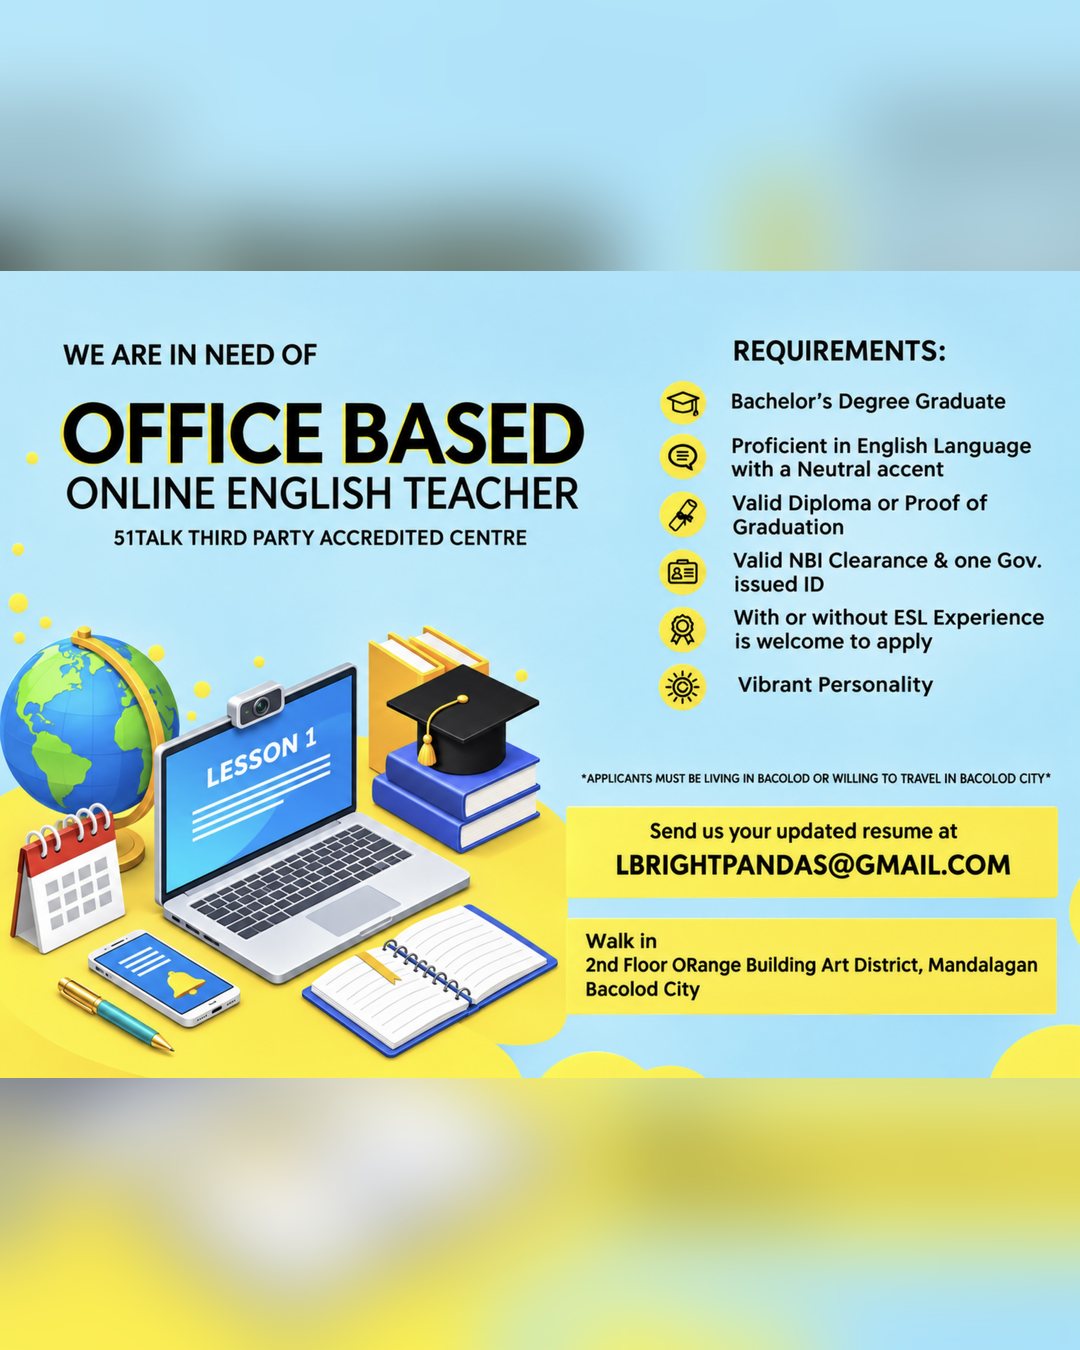 WE ARE IN NEED OF
OFFICE BASED
ONLINE ENGLISH TEACHER
51TALK THIRD PARTY ACCREDITED CENTRE
LESSON 1
REQUIREMENTS:
Bachelor's Degree Graduate
Proficient in English Language
with a Neutral accent
Valid Diploma or Proof of
Graduation
Valid NBI Clearance & one Gov.
issued ID
With or without ESL Experience
is welcome to apply
Vibrant Personality
*APPLICANTS MUST BE LIVING IN BACOLOD OR WILLING TO TRAVEL IN BACOLOD CITY*
Send us your updated resume at
LBRIGHTPANDAS@GMAIL.COM
Walk in
2nd Floor ORange Building Art District, Mandalagan
Bacolod City